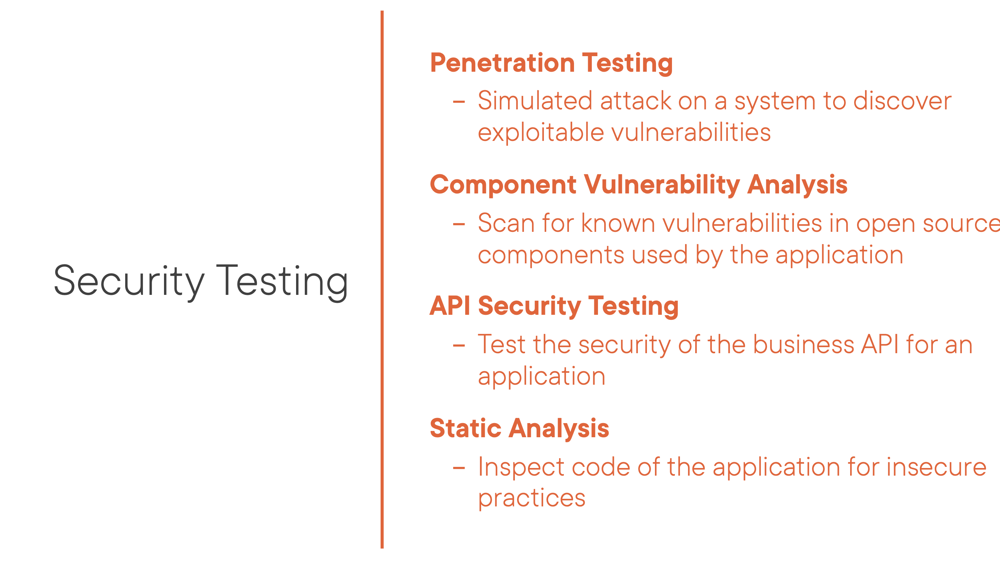 Security Testing
Penetration Testing
– Simulated attack on a system to discover
exploitable vulnerabilities
Component Vulnerability Analysis
– Scan for known vulnerabilities in open source
components used by the application
API Security Testing
– Test the security of the business API for an
application
Static Analysis
– Inspect code of the application for insecure
practices